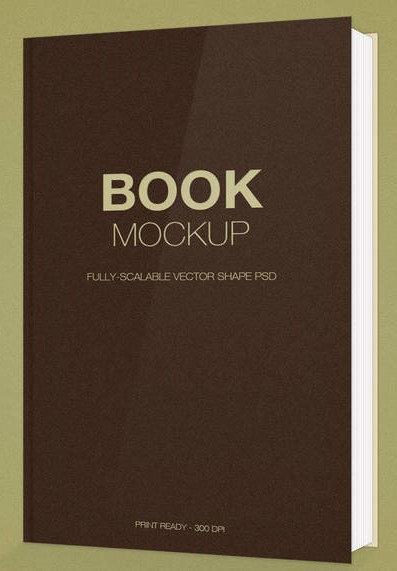 BOOK
MOCKUP
FULLY-SCALABLE VECTOR SHAPE PSD
PRINT READY - 300 DPI